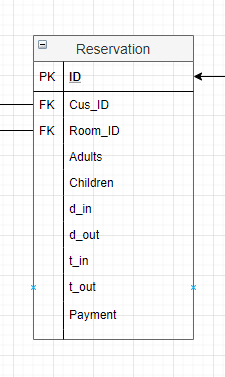 Reservation
PK ID
FK Cus_ID
FK Room_ID
Adults
Children
d_in
d_out
t_in
t_out
Payment